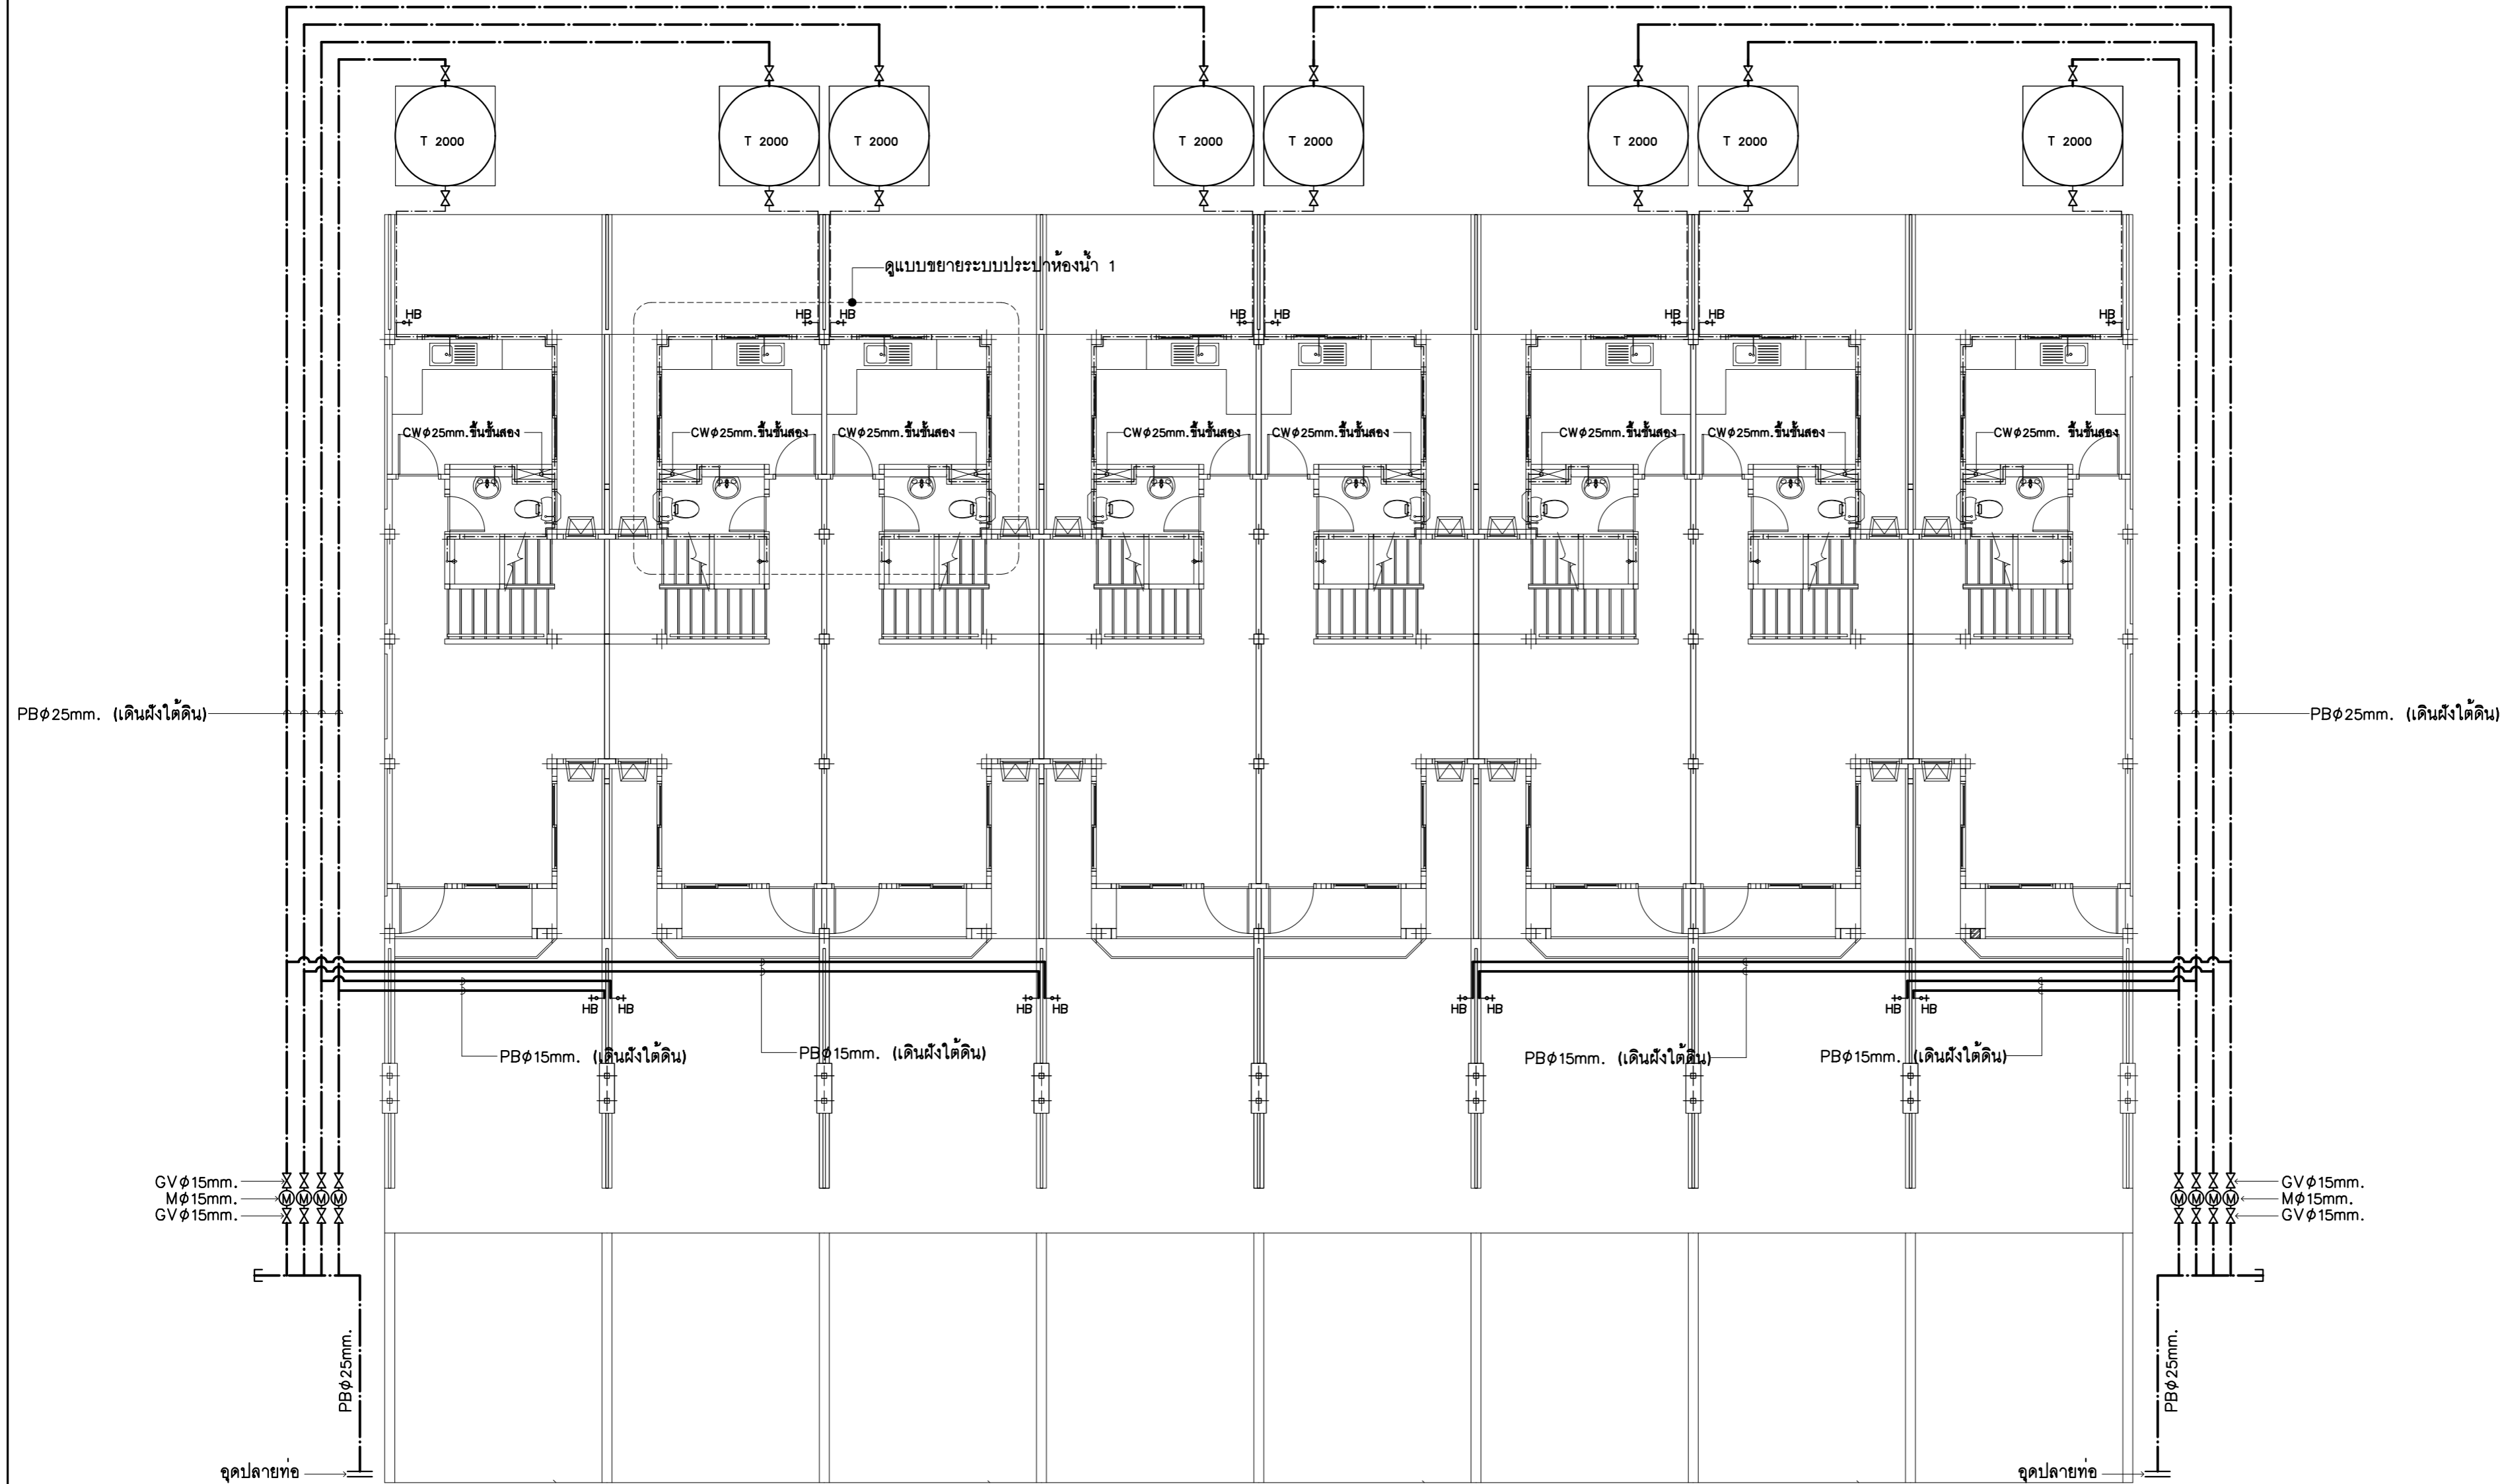 T 2000
T 2000
T 2000
T 2000
T 2000
T 2000
T 2000
T 2000
ดูแบบขยายระบบประปาห้องน้ำ 1
HB
HB
HB
HB
HB
HB
HB
HB
CWφ25mm.ขึ้นชั้นสอง
CWφ25mm.ขึ้นชั้นสอง
CWφ25mm.ขึ้นชั้นสอง
CWφ25mm.ขึ้นชั้นสอง
CWφ25mm.ขึ้นชั้นสอง
CWφ25mm.ขึ้นชั้นสอง
CWφ25mm.ขึ้นชั้นสอง
CWφ25mm. ขึ้นชั้นสอง
PBφ25mm. (เดินฝังใต้ดิน)
PBφ25mm. (เดินฝังใต้ดิน)
HB
HB
HB
HB
HB
HB
HB
HB
PBφ15mm. (เดินฝังใต้ดิน)
PBφ15mm. (เดินฝังใต้ดิน)
PBφ15mm. (เดินฝังใต้ดิน)
PBφ15mm. (เดินฝังใต้ดิน)
GVφ15mm.
Mφ15mm.
GVφ15mm.
M M M M
M M M M
GVφ15mm.
Mφ15mm.
GVφ15mm.
PBφ25mm.
PBφ25mm.
อุดปลายท่อ
อุดปลายท่อ